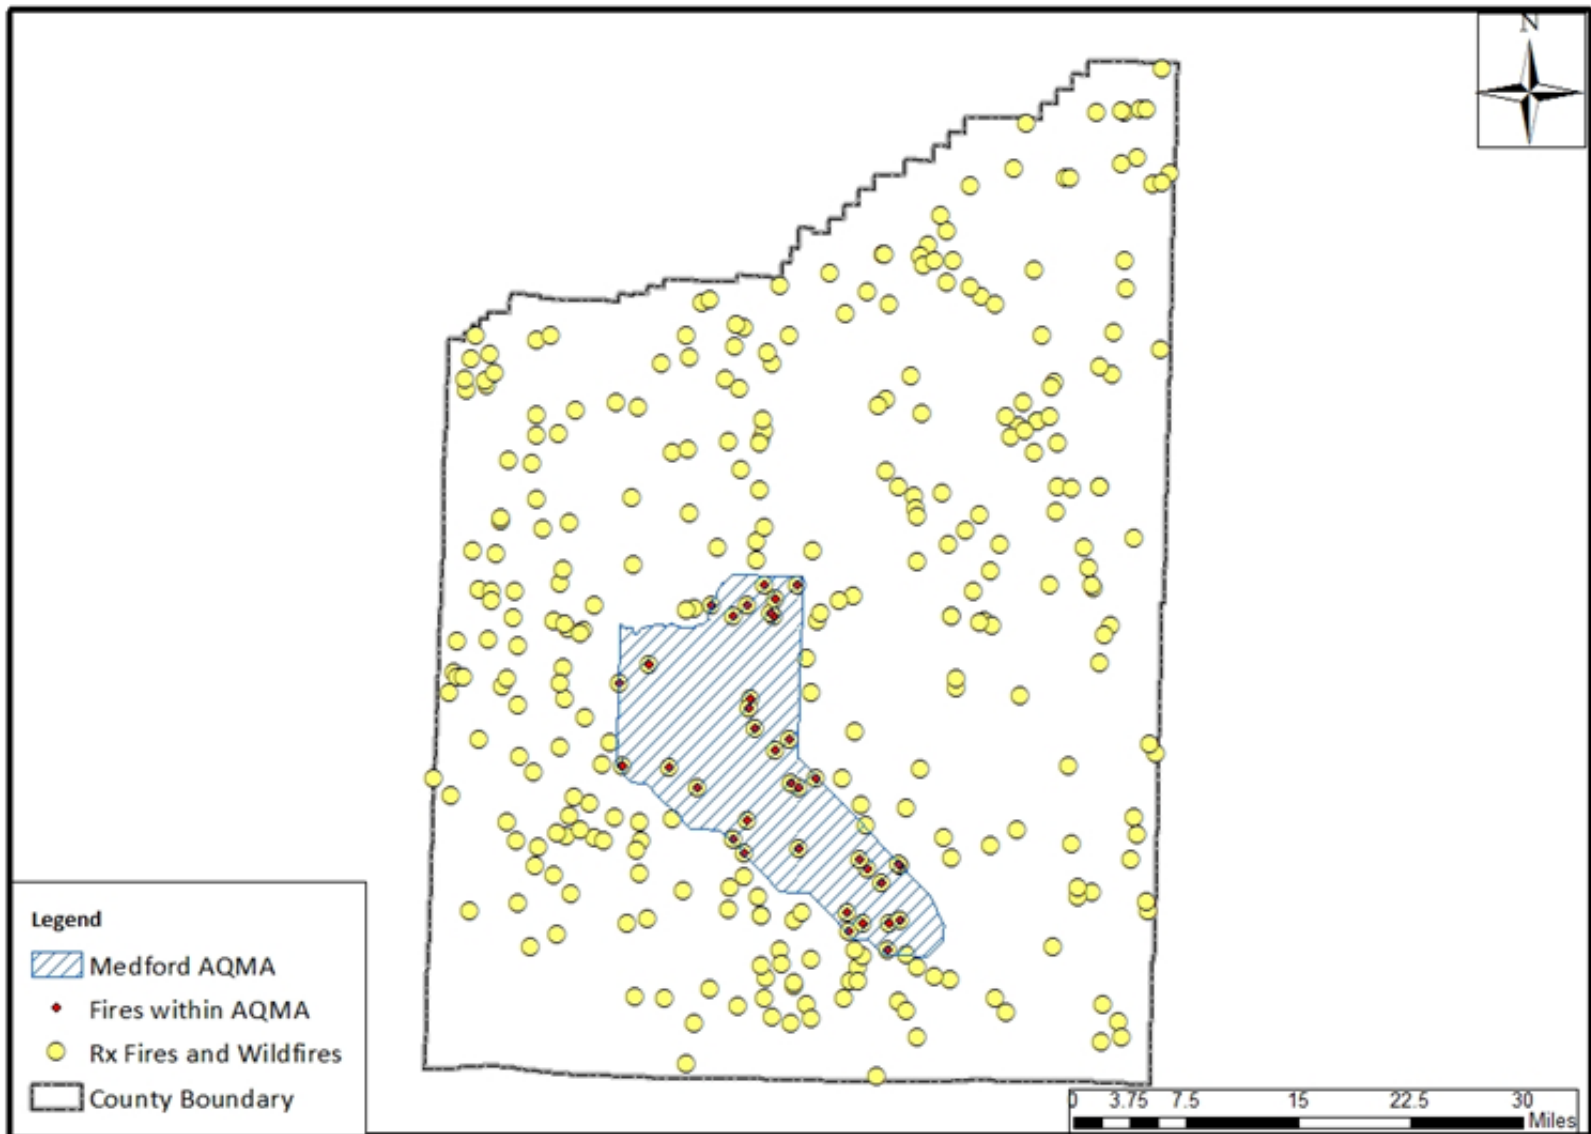 N
Legend
Medford AQMA
Fires within AQMA
Rx Fires and Wildfires
County Boundary
0 3.75 7.5 15 22.5 30
Miles